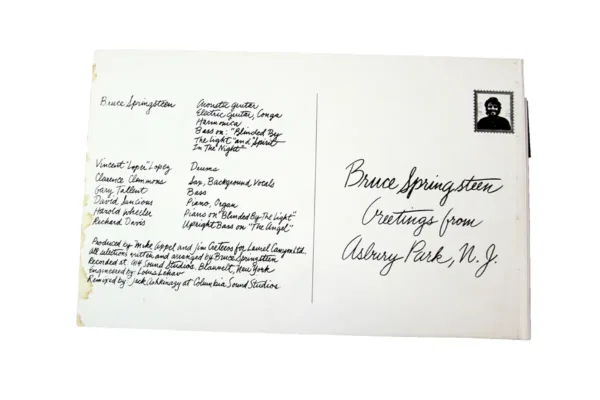 Bruce Springsteen Acoustic guitar
Electric guitar, Conga
Harmonica
Bass on: "Blinded By
The Light" and "Spirit
In The Night"
Vincent "Loper" Lopez Drums
Clarence Clemmons Sax, Background Vocals
Gary Tallent Bass
David Sancious Piano, Organ
Harold Wheeler Piano on "Blended By The Light"
Richard Davis Upright Bass on "The Angel"
Produced by Mike Appel and Jim Cretecos for Laurel Canyon Ltd.
All selections written and arranged by Bruce Springsteen
Recorded at 914 Sound Studios, Blauvelt, New York
Engineered by: Louis Lahav
Remixed by: Jack Ashkinazy at Columbia Sound Studios
Bruce Springsteen
Greetings from
Asbury Park, N.J.